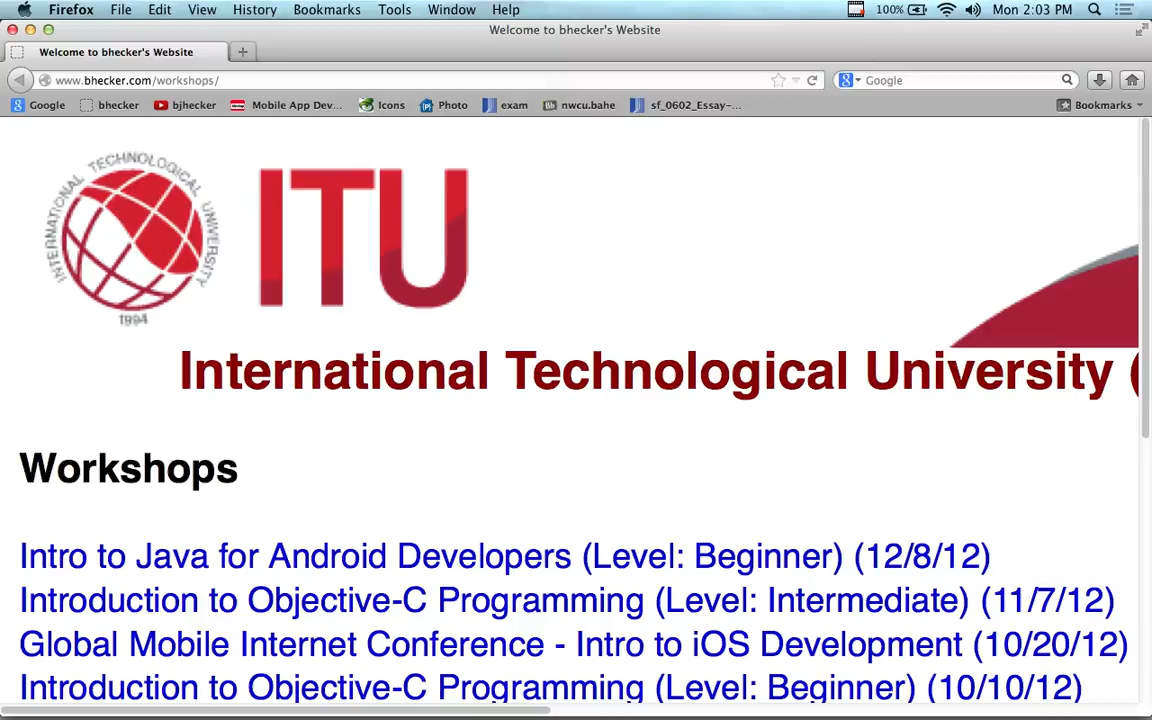 Firefox File Edit View History Bookmarks Tools Window Help 100% Mon 2:03 PM
Welcome to bhecker's Website
Welcome to bhecker's Website
www.bhecker.com/workshops/ Google
Google bhecker bjhecker Mobile App Dev... Icons Photo exam nwcu.bahe sf_0602_Essay-... Bookmarks
INTERNATIONAL TECHNOLOGICAL UNIVERSITY
1994
ITU
International Technological University (
Workshops
Intro to Java for Android Developers (Level: Beginner) (12/8/12)
Introduction to Objective-C Programming (Level: Intermediate) (11/7/12)
Global Mobile Internet Conference - Intro to iOS Development (10/20/12)
Introduction to Objective-C Programming (Level: Beginner) (10/10/12)